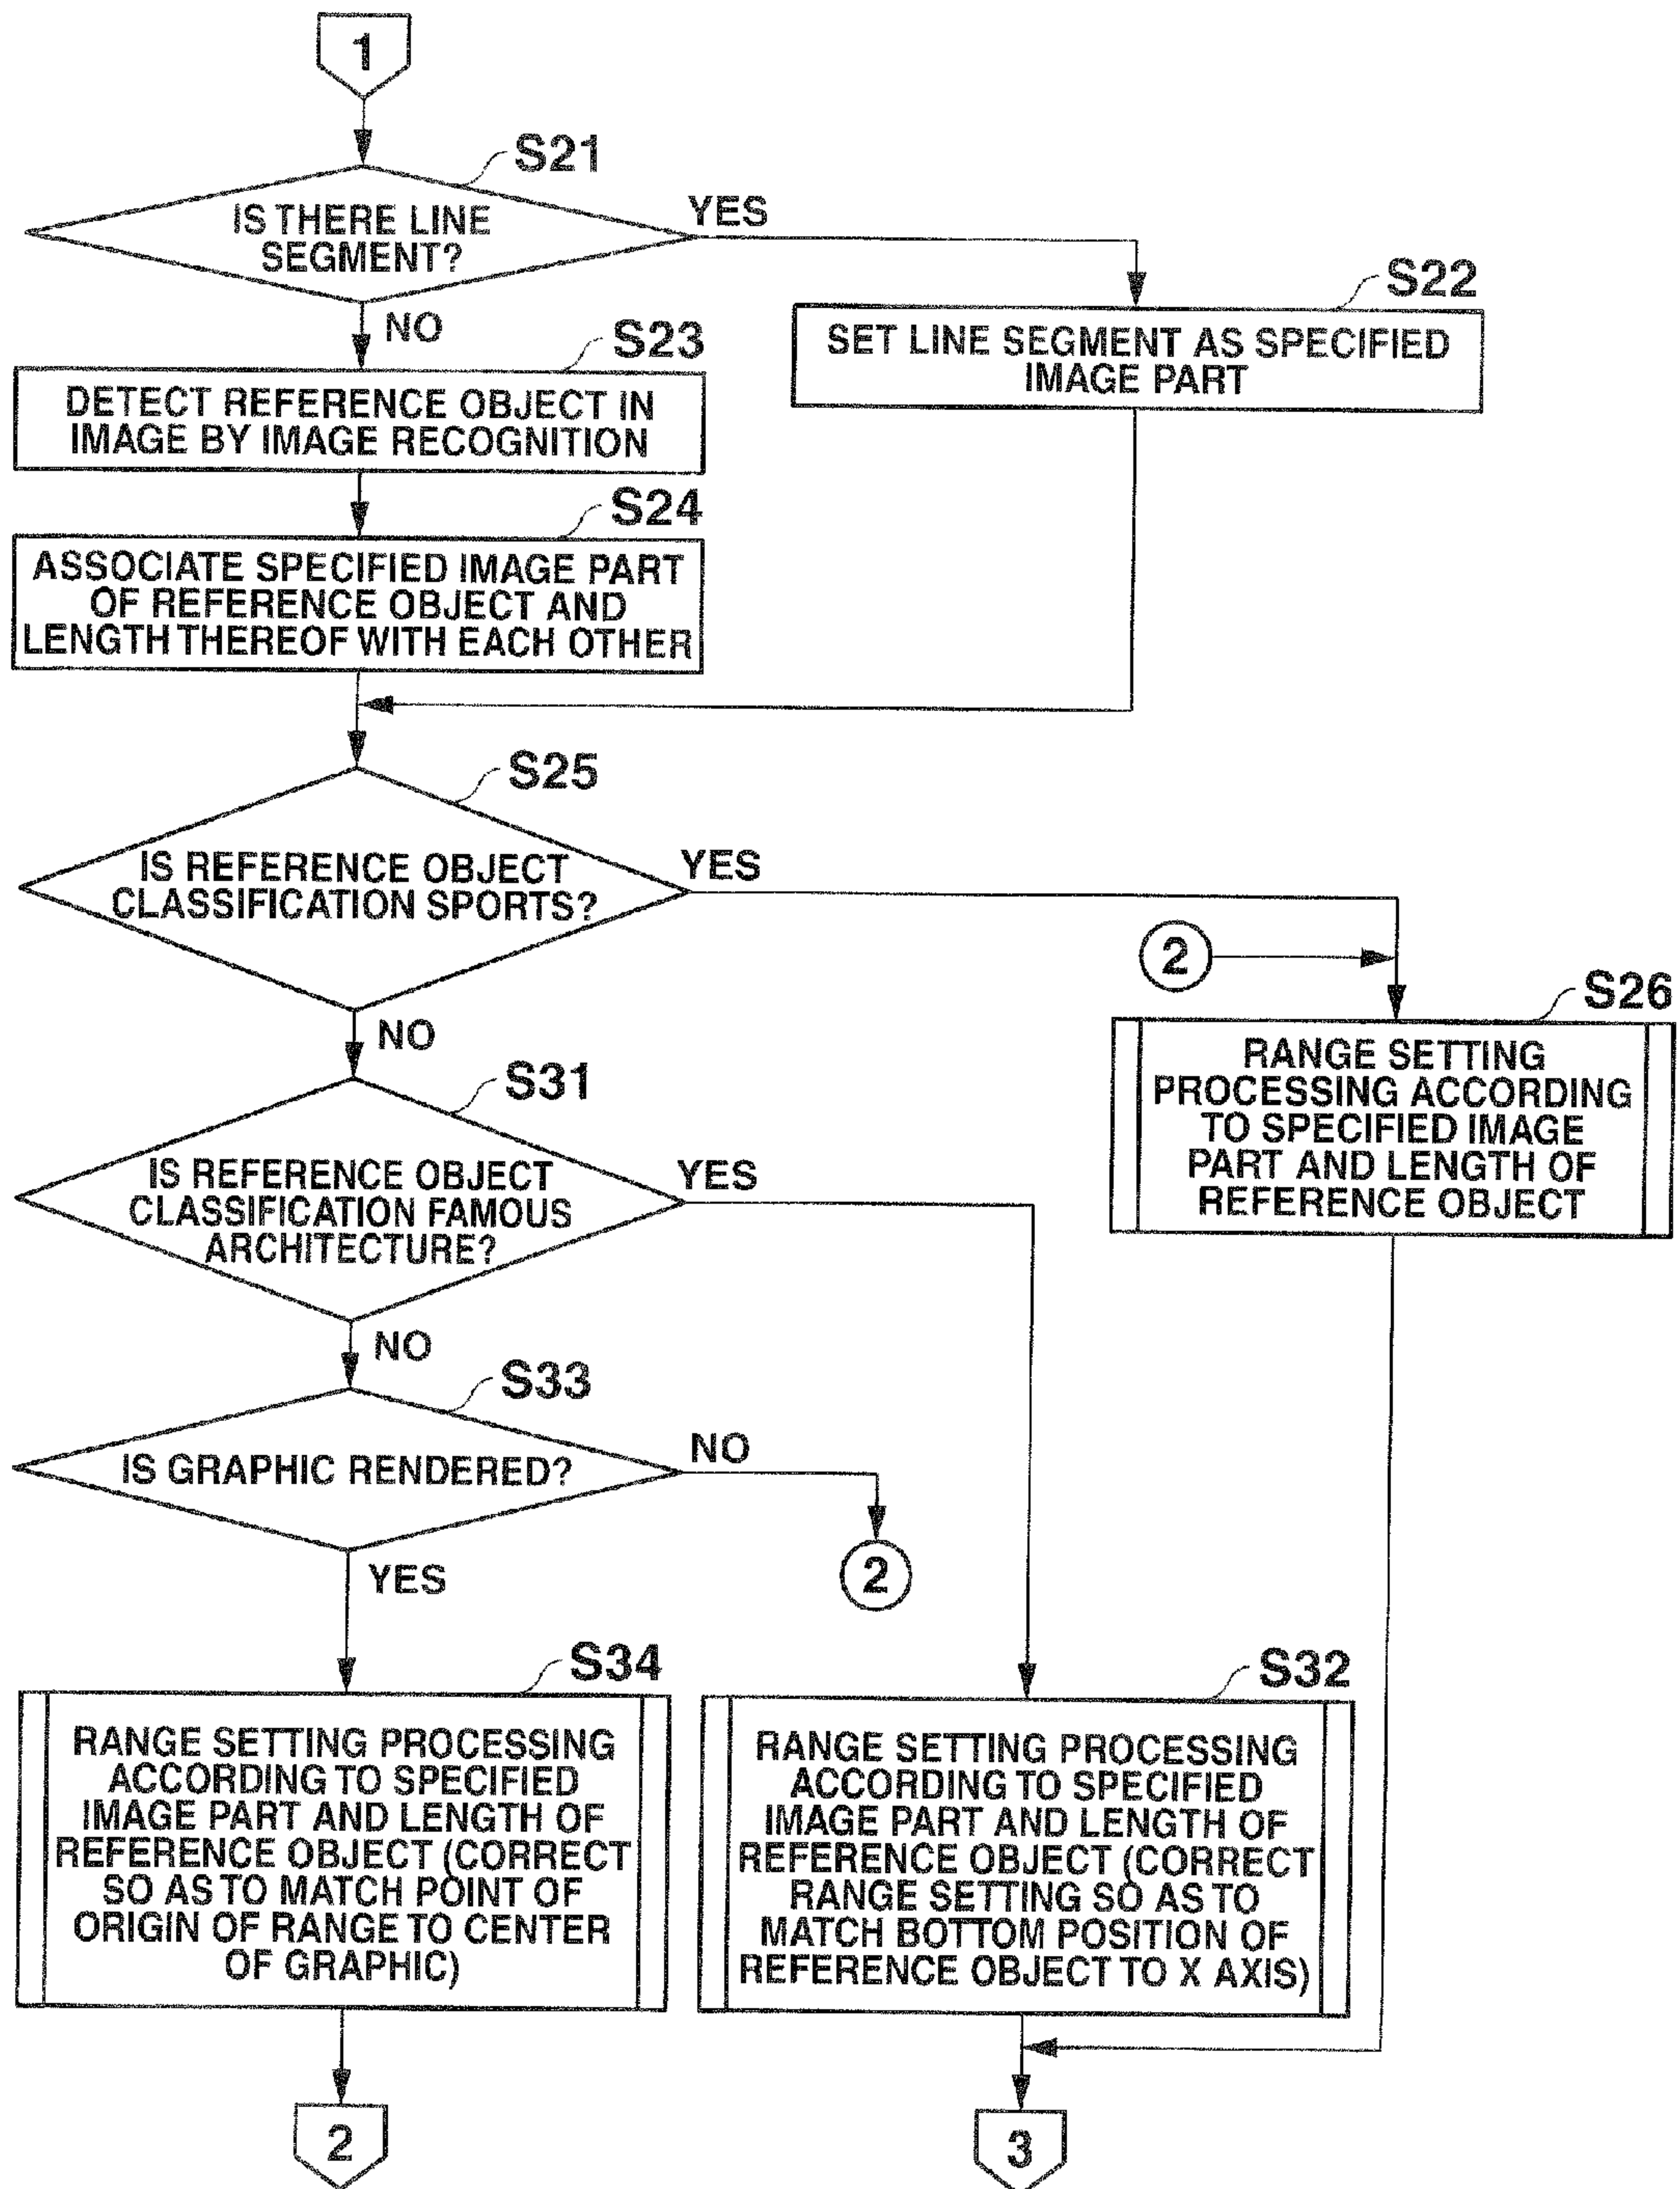 1
S21
IS THERE LINE
SEGMENT?
YES
NO
S22
SET LINE SEGMENT AS SPECIFIED
IMAGE PART
S23
DETECT REFERENCE OBJECT IN
IMAGE BY IMAGE RECOGNITION
S24
ASSOCIATE SPECIFIED IMAGE PART
OF REFERENCE OBJECT AND
LENGTH THEREOF WITH EACH OTHER
S25
IS REFERENCE OBJECT
CLASSIFICATION SPORTS?
YES
NO
2
S26
RANGE SETTING
PROCESSING ACCORDING
TO SPECIFIED IMAGE
PART AND LENGTH OF
REFERENCE OBJECT
S31
IS REFERENCE OBJECT
CLASSIFICATION FAMOUS
ARCHITECTURE?
YES
NO
S33
IS GRAPHIC RENDERED?
NO
2
YES
S34
RANGE SETTING PROCESSING
ACCORDING TO SPECIFIED
IMAGE PART AND LENGTH OF
REFERENCE OBJECT (CORRECT
SO AS TO MATCH POINT OF
ORIGIN OF RANGE TO CENTER
OF GRAPHIC)
S32
RANGE SETTING PROCESSING
ACCORDING TO SPECIFIED
IMAGE PART AND LENGTH OF
REFERENCE OBJECT (CORRECT
RANGE SETTING SO AS TO
MATCH BOTTOM POSITION OF
REFERENCE OBJECT TO X AXIS)
2
3